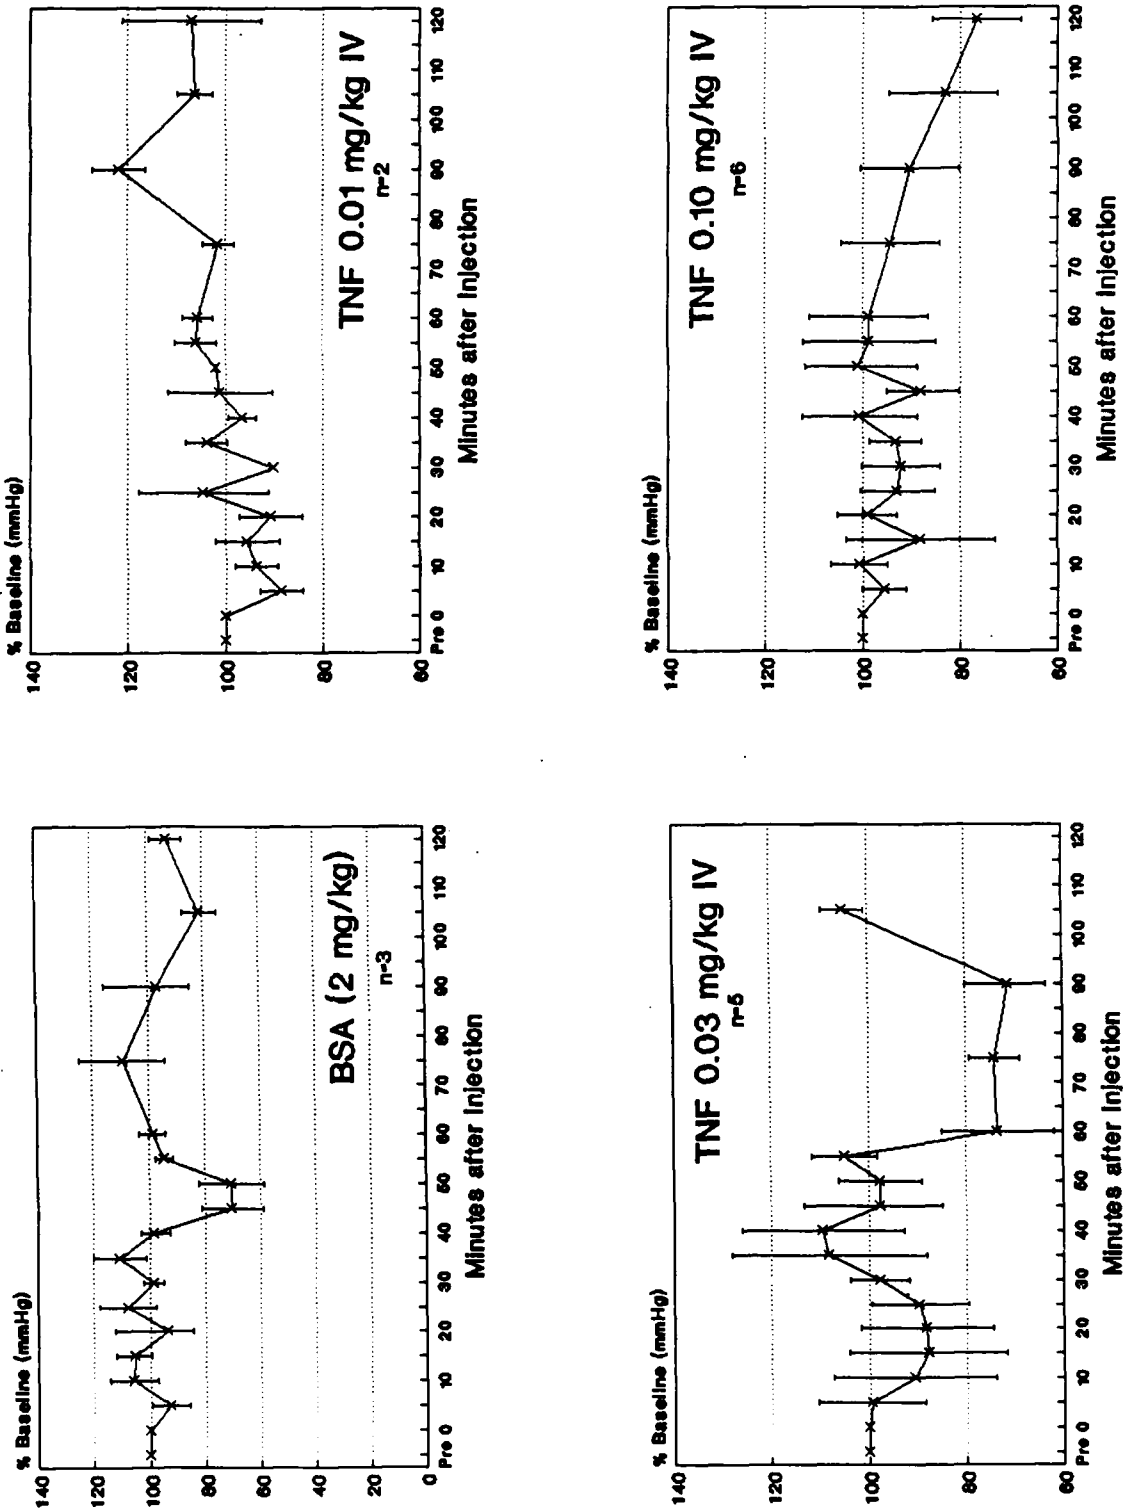 % Baseline (mmHg)
140
120
100
80
60
40
20
0
BSA (2 mg/kg)
n=3
Pre 0 10 20 30 40 50 60 70 80 90 100 110 120
Minutes after Injection
% Baseline (mmHg)
140
120
100
80
60
TNF 0.01 mg/kg IV
n=2
Pre 0 10 20 30 40 50 60 70 80 90 100 110 120
Minutes after Injection
% Baseline (mmHg)
140
120
100
80
60
TNF 0.03 mg/kg IV
n=5
Pre 0 10 20 30 40 50 60 70 80 90 100 110 120
Minutes after Injection
% Baseline (mmHg)
140
120
100
80
60
TNF 0.10 mg/kg IV
n=6
Pre 0 10 20 30 40 50 60 70 80 90 100 110 120
Minutes after Injection